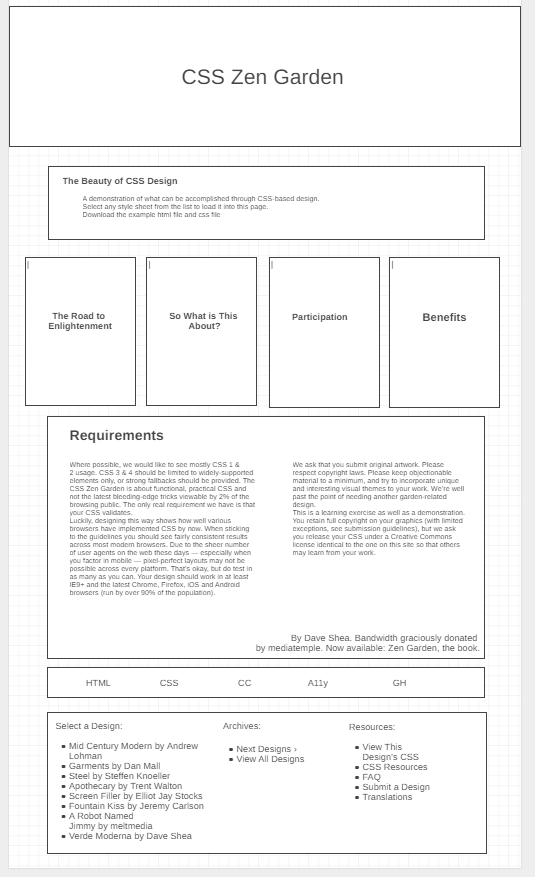 CSS Zen Garden
The Beauty of CSS Design
A demonstration of what can be accomplished through CSS-based design.
Select any style sheet from the list to load it into this page.
Download the example html file and css file
The Road to
Enlightenment
So What is This
About?
Participation
Benefits
Requirements
Where possible, we would like to see mostly CSS 1 &
2 usage. CSS 3 & 4 should be limited to widely-supported
elements only, or strong fallbacks should be provided. The
CSS Zen Garden is about functional, practical CSS and
not the latest bleeding-edge tricks viewable by 2% of the
browsing public. The only real requirement we have is that
your CSS validates.
Luckily, designing this way shows how well various
browsers have implemented CSS by now. When sticking
to the guidelines you should see fairly consistent results
across most modern browsers. Due to the sheer number
of user agents on the web these days — especially when
you factor in mobile — pixel-perfect layouts may not be
possible across every platform. That's okay, but do test in
as many as you can. Your design should work in at least
IE9+ and the latest Chrome, Firefox, iOS and Android
browsers (run by over 90% of the population).
We ask that you submit original artwork. Please
respect copyright laws. Please keep objectionable
material to a minimum, and try to incorporate unique
and interesting visual themes to your work. We're well
past the point of needing another garden-related
design.
This is a learning exercise as well as a demonstration.
You retain full copyright on your graphics (with limited
exceptions, see submission guidelines), but we ask
you release your CSS under a Creative Commons
license identical to the one on this site so that others
may learn from your work.
By Dave Shea. Bandwidth graciously donated
by mediatemple. Now available: Zen Garden, the book.
HTML CSS CC A11y GH
Select a Design:
Mid Century Modern by Andrew
Lohman
Garments by Dan Mall
Steel by Steffen Knoeller
Apothecary by Trent Walton
Screen Filler by Elliot Jay Stocks
Fountain Kiss by Jeremy Carlson
A Robot Named
Jimmy by meltmedia
Verde Moderna by Dave Shea
Archives:
Next Designs ›
View All Designs
Resources:
View This
Design's CSS
CSS Resources
FAQ
Submit a Design
Translations